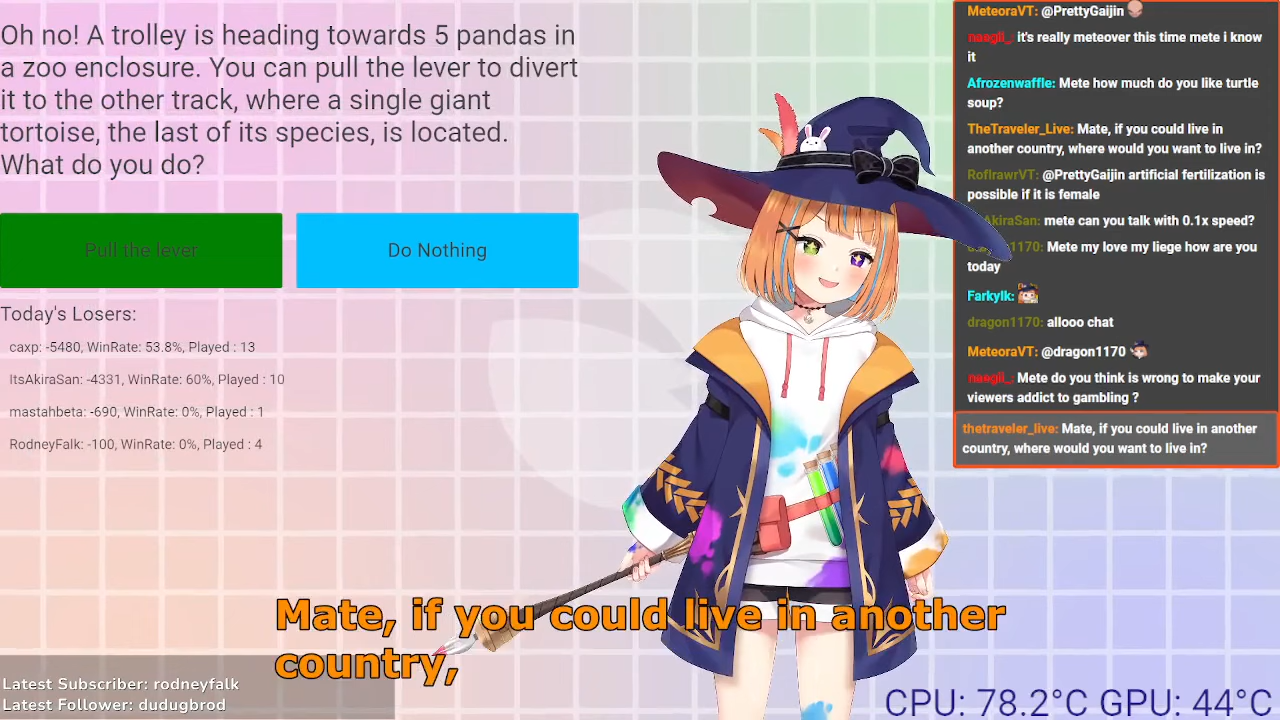 Oh no! A trolley is heading towards 5 pandas in
a zoo enclosure. You can pull the lever to divert
it to the other track, where a single giant
tortoise, the last of its species, is located.
What do you do?
Pull the lever
Do Nothing
Today's Losers:
caxp: -5480, WinRate: 53.8%, Played : 13
ItsAkiraSan: -4331, WinRate: 60%, Played : 10
mastahbeta: -690, WinRate: 0%, Played : 1
RodneyFalk: -100, WinRate: 0%, Played : 4
MeteoraVT: @PrettyGaijin
it's really meteover this time mete i know
it
Afrozenwaffle: Mete how much do you like turtle
soup?
TheTraveler_Live: Mate, if you could live in
another country, where would you want to live in?
RoflrawrVT: @PrettyGaijin artificial fertilization is
possible if it is female
AkiraSan: mete can you talk with 0.1x speed?
1170: Mete my love my liege how are you
today
Farkylk:
dragon1170: allooo chat
MeteoraVT: @dragon1170
Mete do you think is wrong to make your
viewers addict to gambling ?
thetraveler_live: Mate, if you could live in another
country, where would you want to live in?
Mate, if you could live in another
country,
Latest Subscriber: rodneyfalk
Latest Follower: dudugbrod
CPU: 78.2°C GPU: 44°C